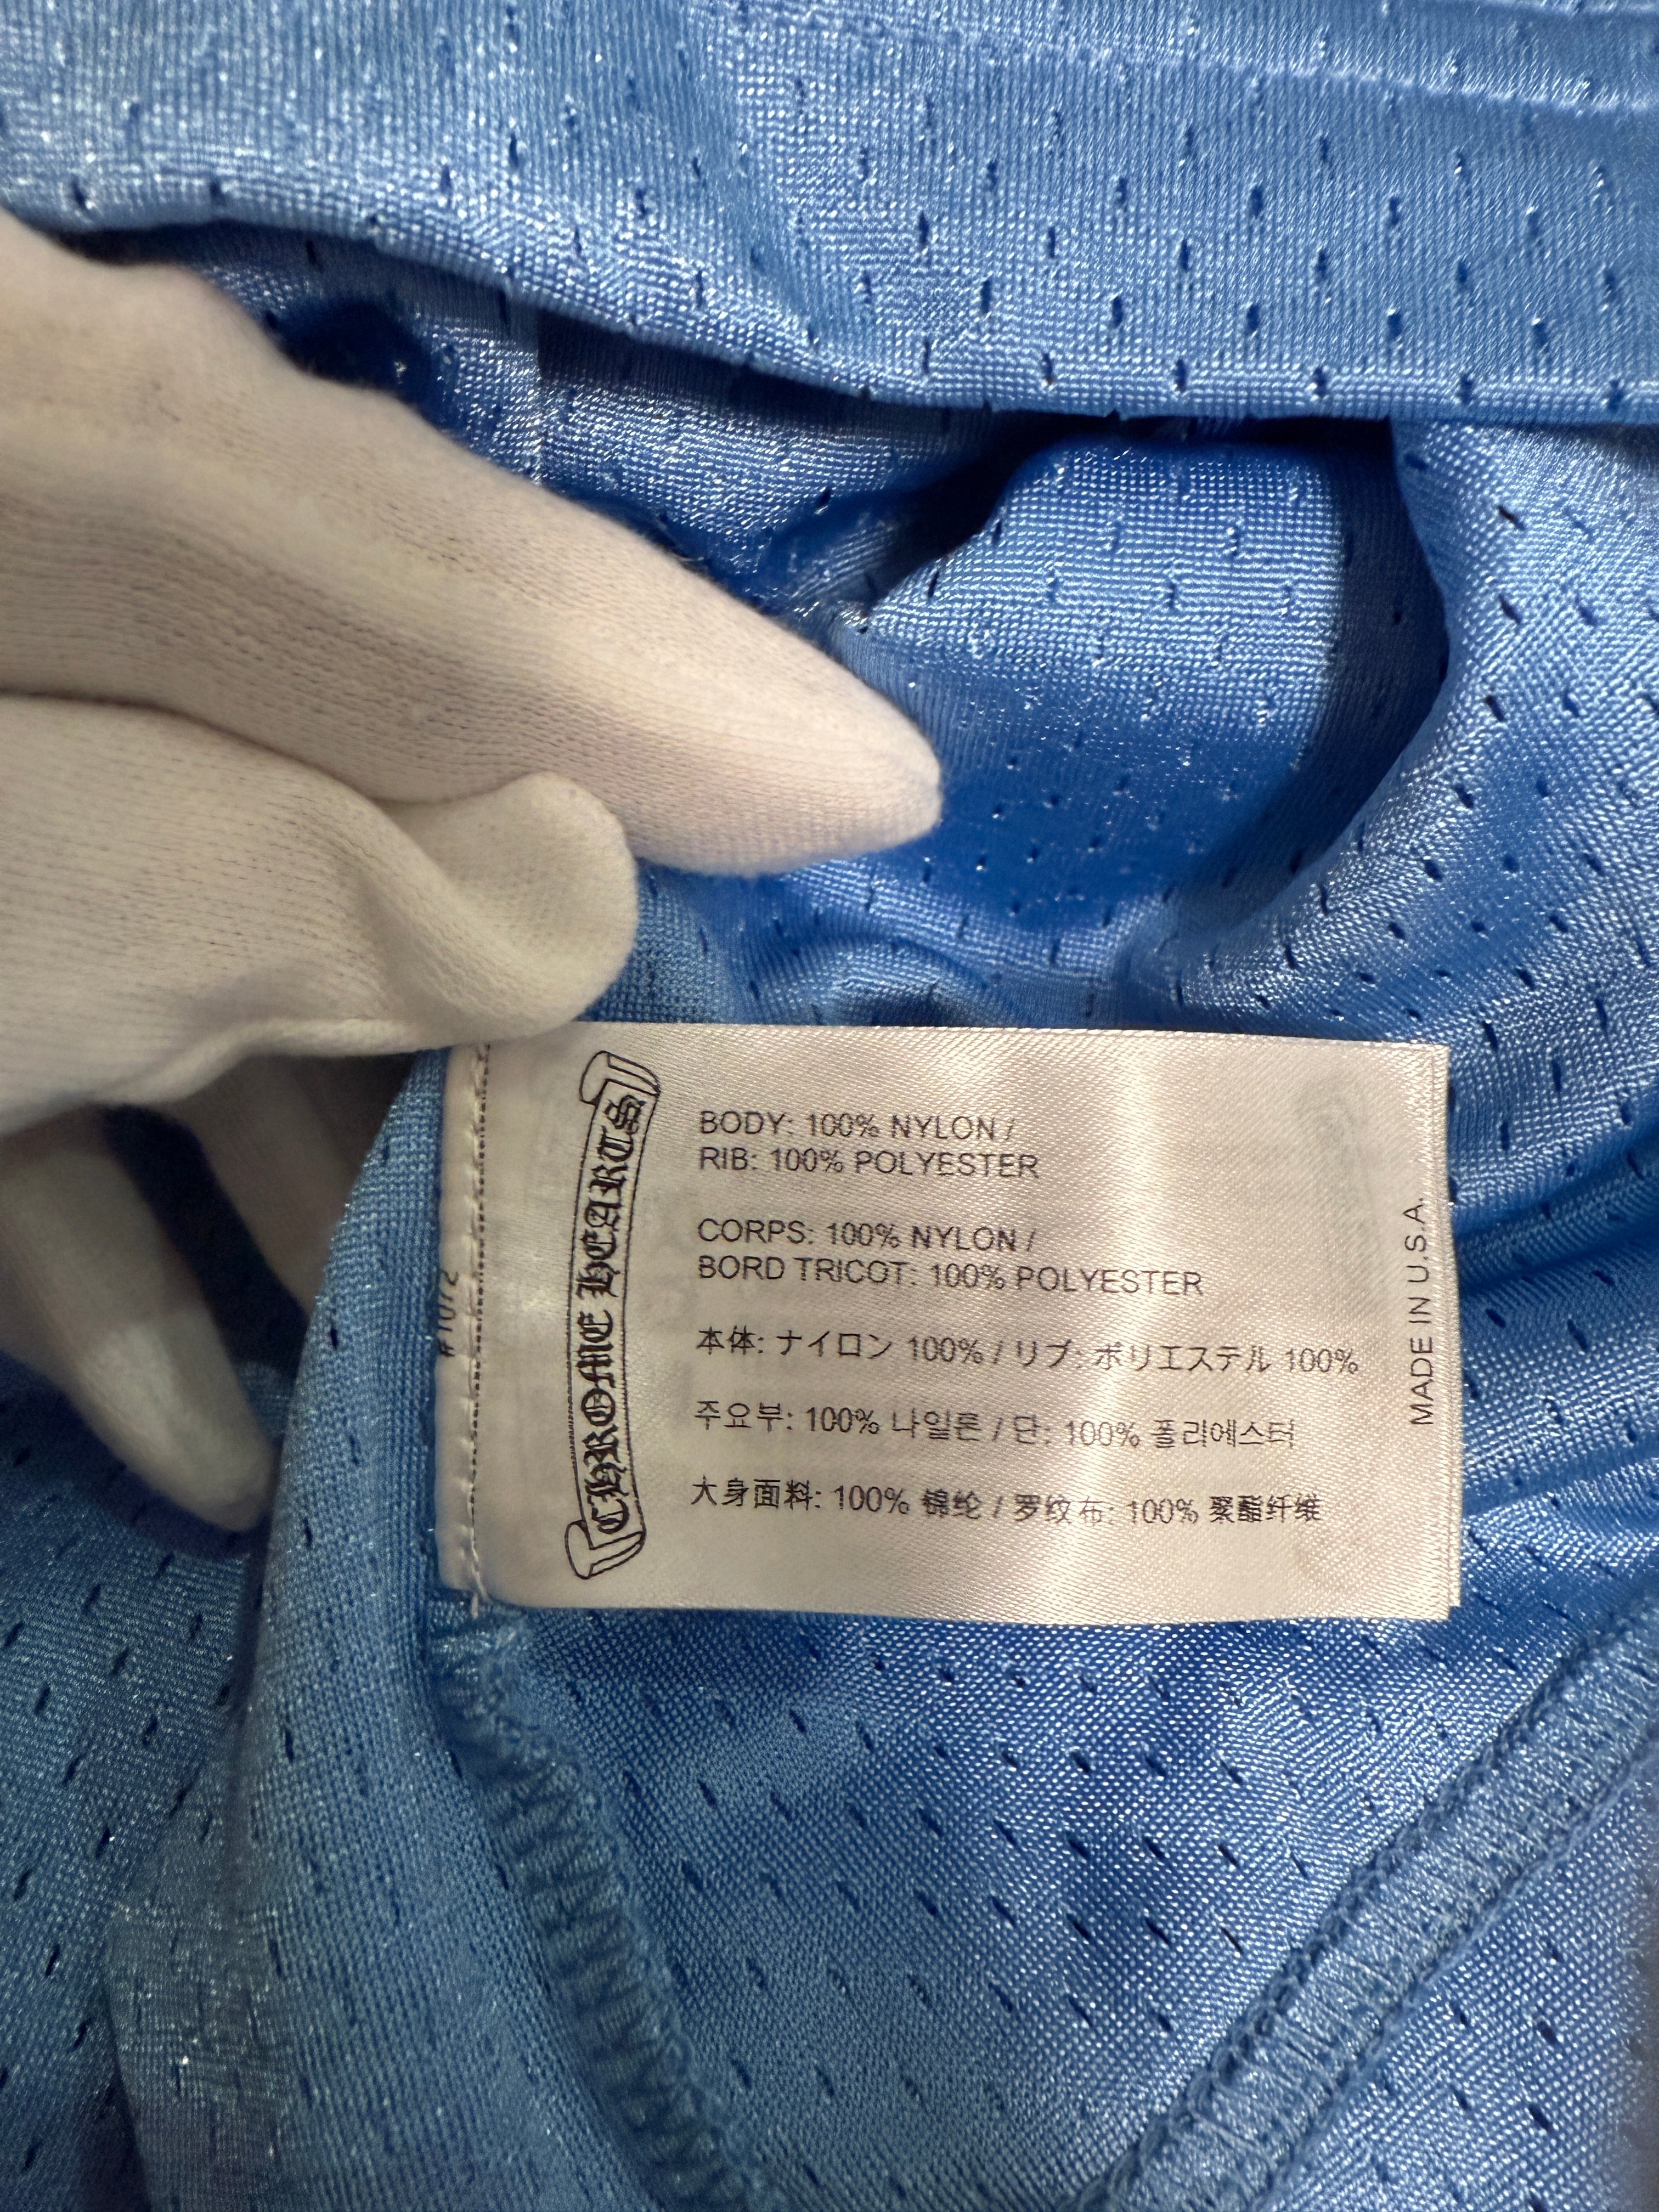 CHROME HEARTS
BODY: 100% NYLON /
RIB: 100% POLYESTER
CORPS: 100% NYLON /
BORD TRICOT: 100% POLYESTER
本体: ナイロン 100% / リブ: ポリエステル 100%
주요부: 100% 나일론 / 단: 100% 폴리에스터
大身面料: 100% 锦纶 / 罗纹布: 100% 聚酯纤维
MADE IN U.S.A.